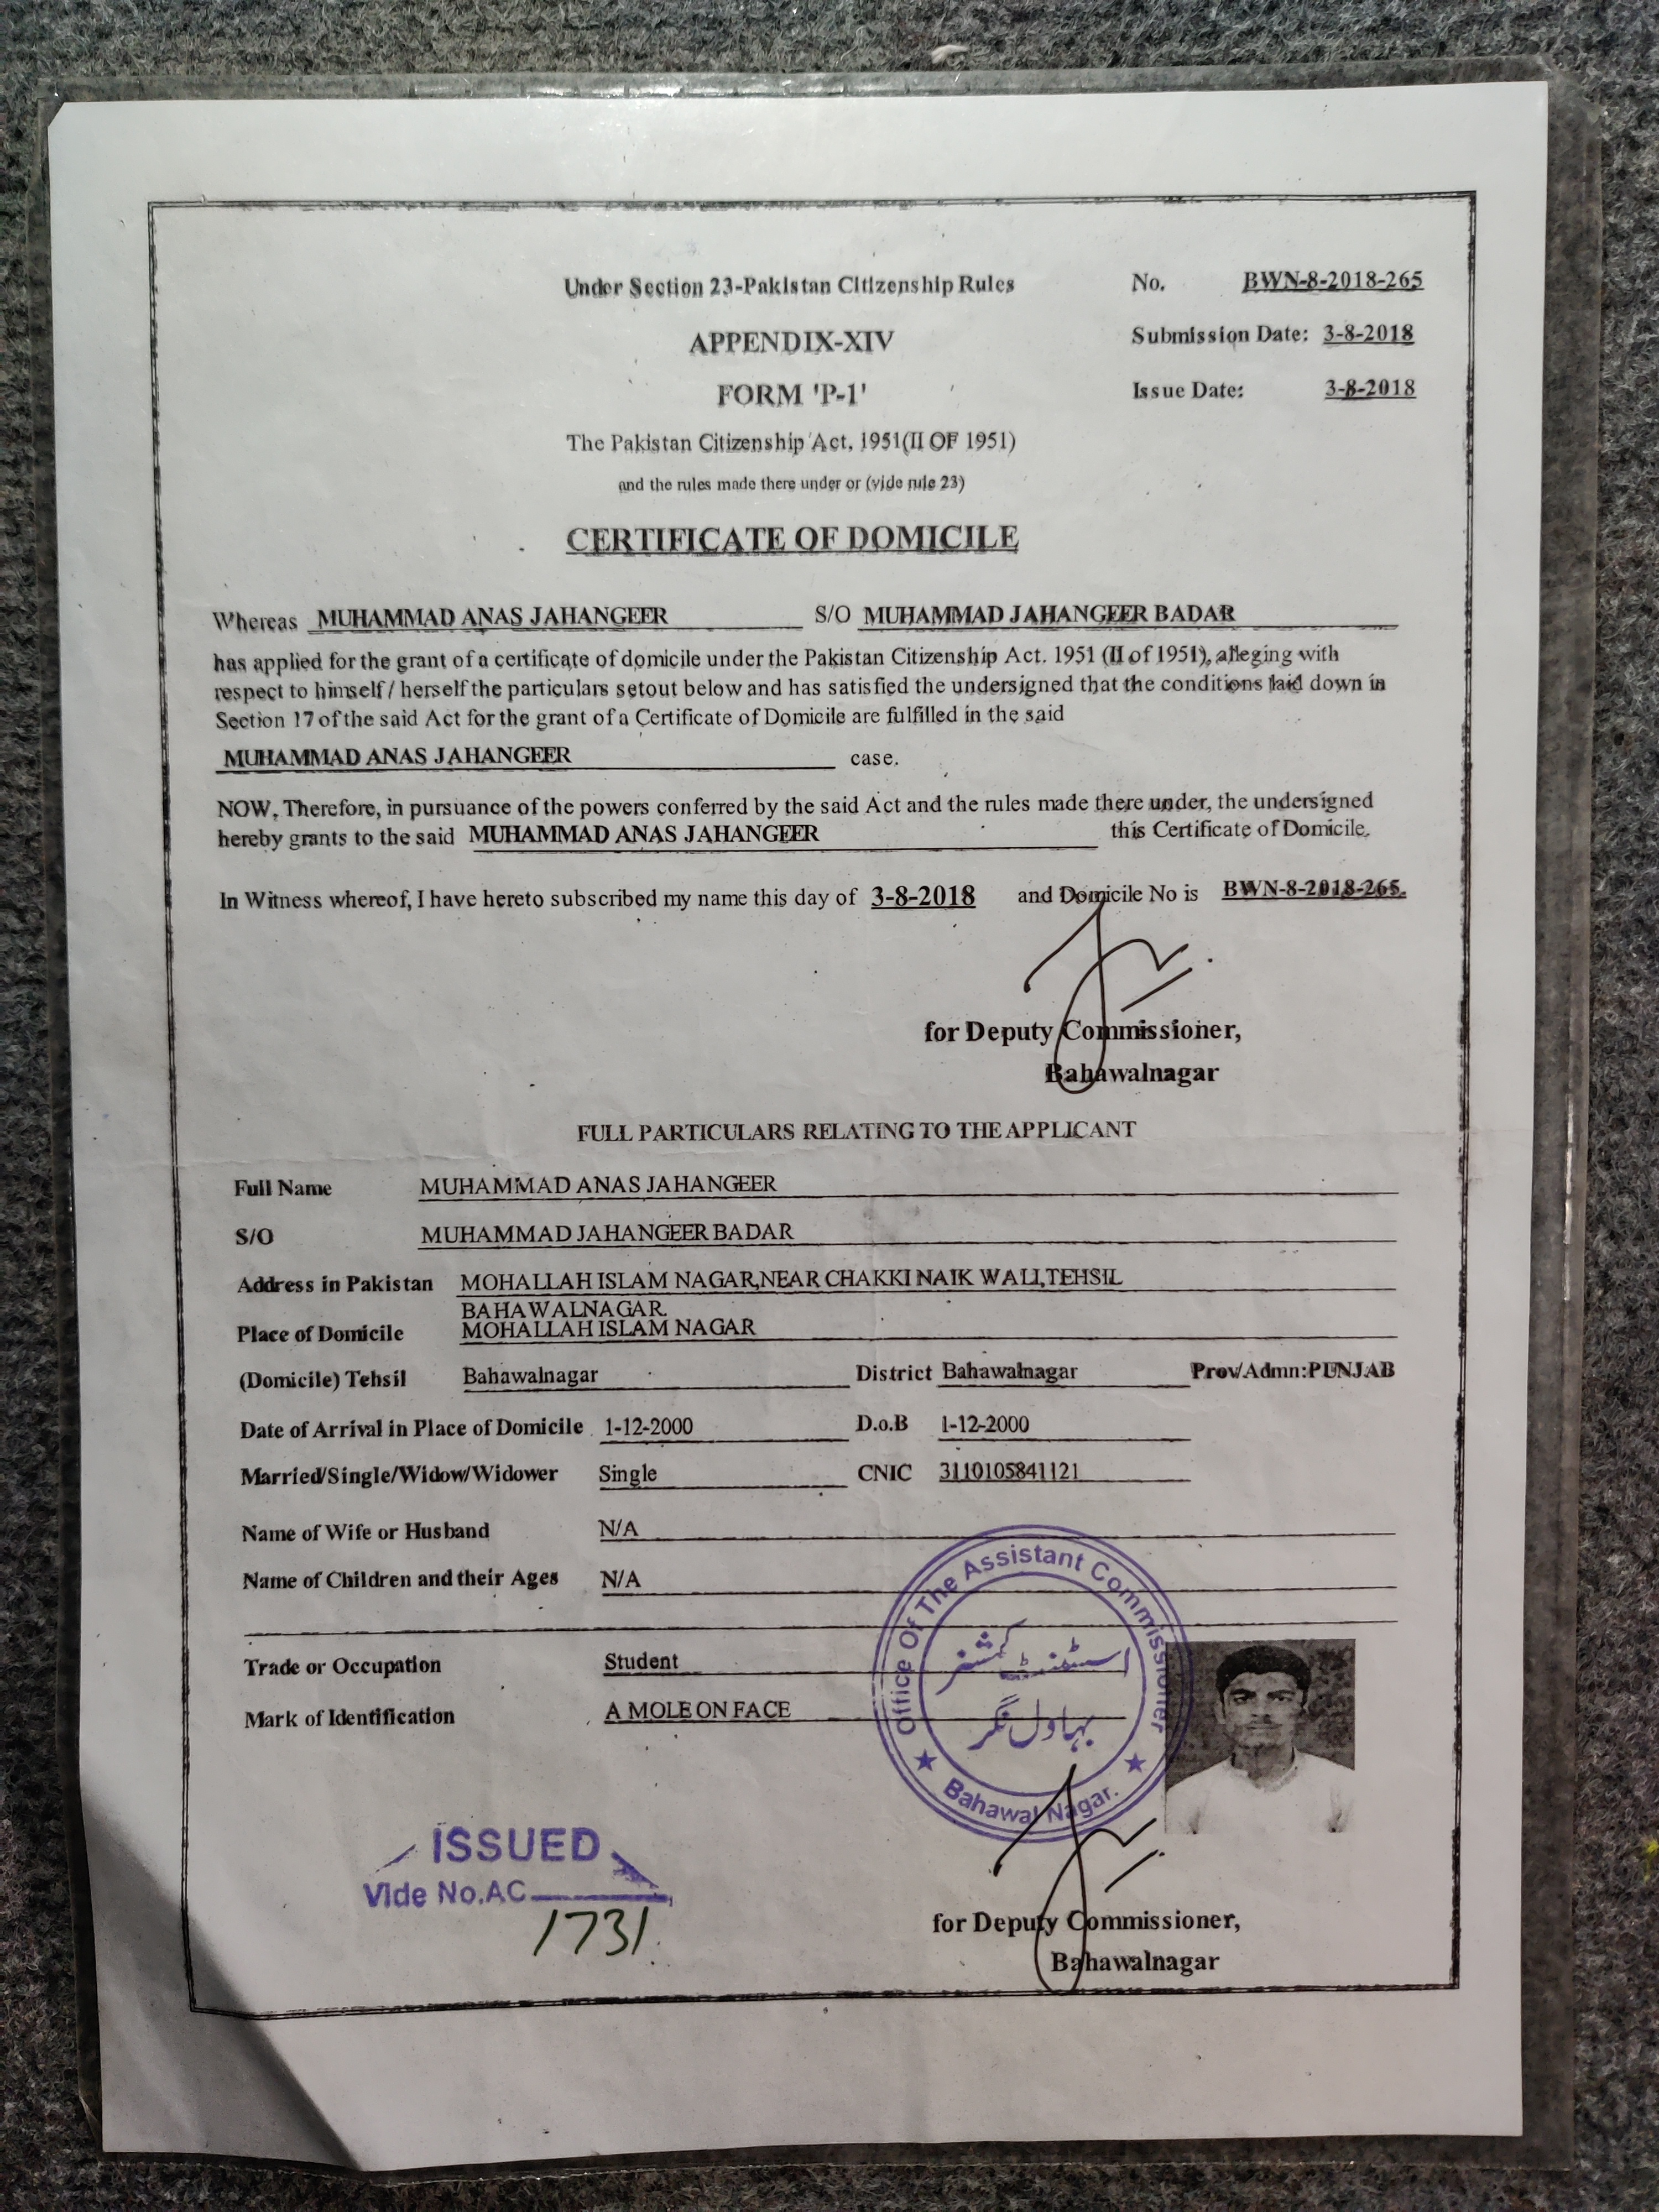 Under Section 23-Pakistan Citizenship Rules
No. BWN-8-2018-265
APPENDIX-XIV
Submission Date: 3-8-2018
FORM 'P-1'
Issue Date: 3-8-2018
The Pakistan Citizenship Act, 1951(II OF 1951)
and the rules made there under or (vide rule 23)
CERTIFICATE OF DOMICILE
Whereas MUHAMMAD ANAS JAHANGEER S/O MUHAMMAD JAHANGEER BADAR
has applied for the grant of a certificate of domicile under the Pakistan Citizenship Act. 1951 (II of 1951), alleging with
respect to himself / herself the particulars setout below and has satisfied the undersigned that the conditions laid down in
Section 17 of the said Act for the grant of a Certificate of Domicile are fulfilled in the said
MUHAMMAD ANAS JAHANGEER case.
NOW, Therefore, in pursuance of the powers conferred by the said Act and the rules made there under, the undersigned
hereby grants to the said MUHAMMAD ANAS JAHANGEER this Certificate of Domicile.
In Witness whereof, I have hereto subscribed my name this day of 3-8-2018 and Domicile No is BWN-8-2018-265.
for Deputy Commissioner,
Bahawalnagar
FULL PARTICULARS RELATING TO THE APPLICANT
Full Name MUHAMMAD ANAS JAHANGEER
S/O MUHAMMAD JAHANGEER BADAR
Address in Pakistan MOHALLAH ISLAM NAGAR,NEAR CHAKKI NAIK WALI,TEHSIL
BAHAWALNAGAR.
Place of Domicile MOHALLAH ISLAM NAGAR
(Domicile) Tehsil Bahawalnagar District Bahawalnagar Prov/Admn:PUNJAB
Date of Arrival in Place of Domicile 1-12-2000 D.o.B 1-12-2000
Married/Single/Widow/Widower Single CNIC 3110105841121
Name of Wife or Husband N/A
Name of Children and their Ages N/A
Trade or Occupation Student
Mark of Identification A MOLE ON FACE
Office Of The Assistant Commissioner
اسسٹنٹ کمشنر
بہاول نگر
Bahawal Nagar.
ISSUED
Vide No.AC
1731
for Deputy Commissioner,
Bahawalnagar